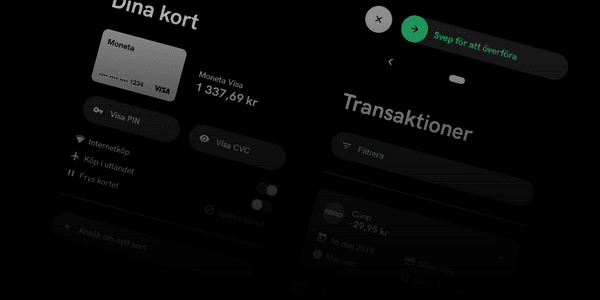 Dina kort
Moneta
•••• •••• •••• 1234
VISA
Moneta Visa
1 337,69 kr
Visa PIN
Visa CVC
Internetköp
Köp i utlandet
Frys kortet
Spärra kortet
Ansök om nytt kort
Svep för att överföra
Transaktioner
Filtrera
coop
Coop
-29,95 kr
16 maj 2019
Mer info